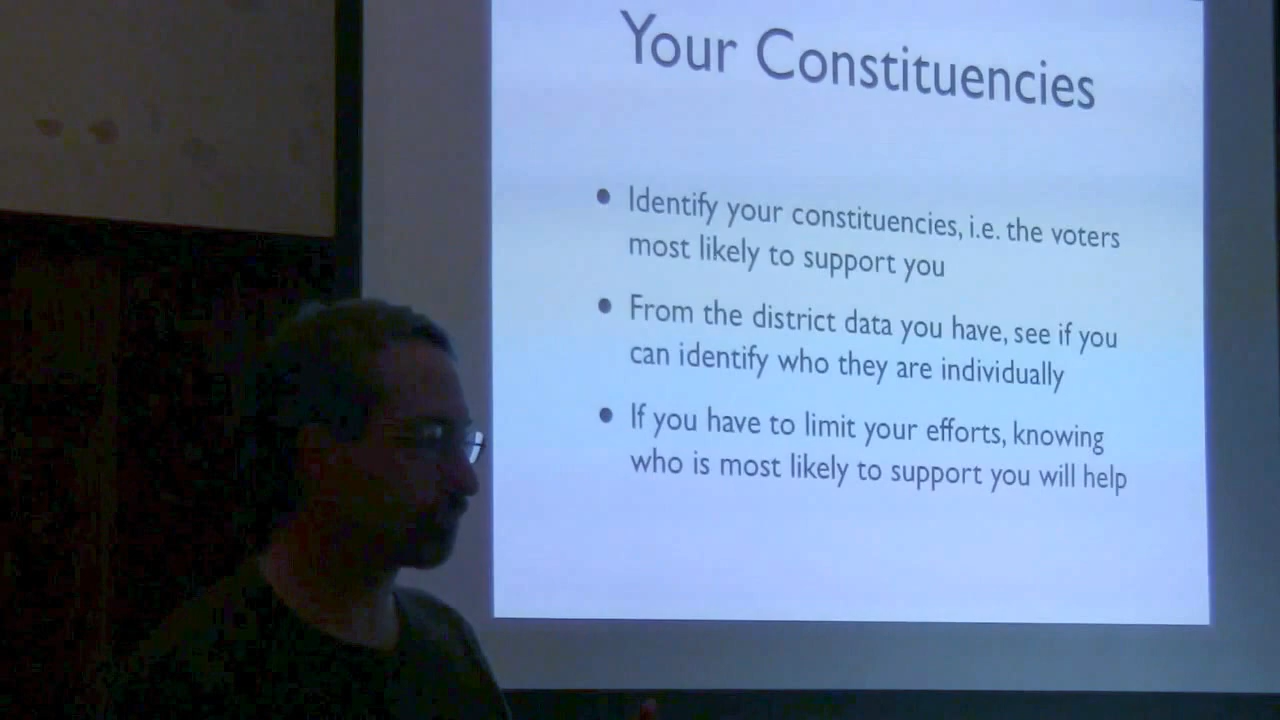 Your Constituencies
• Identify your constituencies, i.e. the voters
most likely to support you
• From the district data you have, see if you
can identify who they are individually
• If you have to limit your efforts, knowing
who is most likely to support you will help